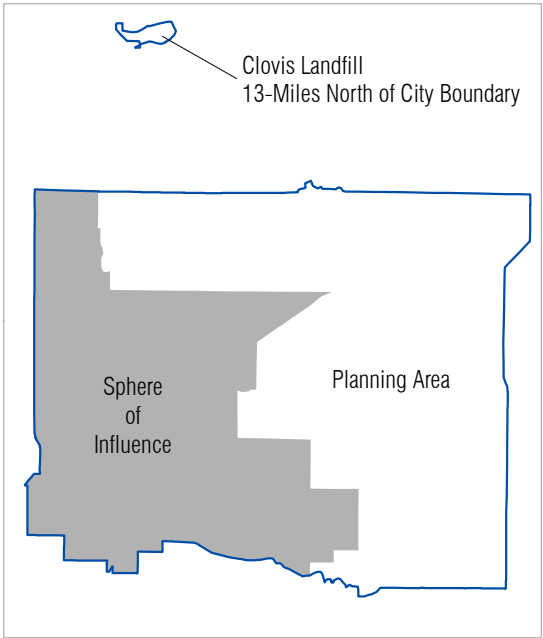 Clovis Landfill
13-Miles North of City Boundary
Planning Area
Sphere
of
Influence